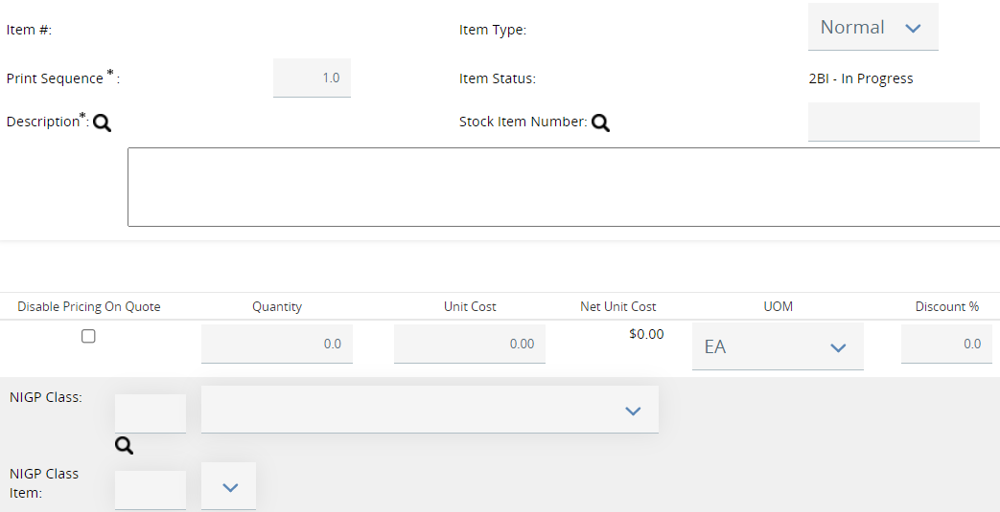 Item #:
Item Type:
Normal
Print Sequence * :
1.0
Item Status:
2BI - In Progress
Description*:
Stock Item Number:
Disable Pricing On Quote
Quantity
Unit Cost
Net Unit Cost
UOM
Discount %
0.0
0.00
$0.00
EA
0.0
NIGP Class:
NIGP Class
Item: